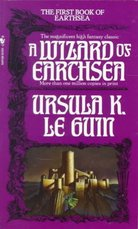 THE FIRST BOOK OF
EARTHSEA
The magnificent high fantasy classic
A WIZARD OF
EARTHSEA
URSULA K.
LE GUIN
More than one million copies in print